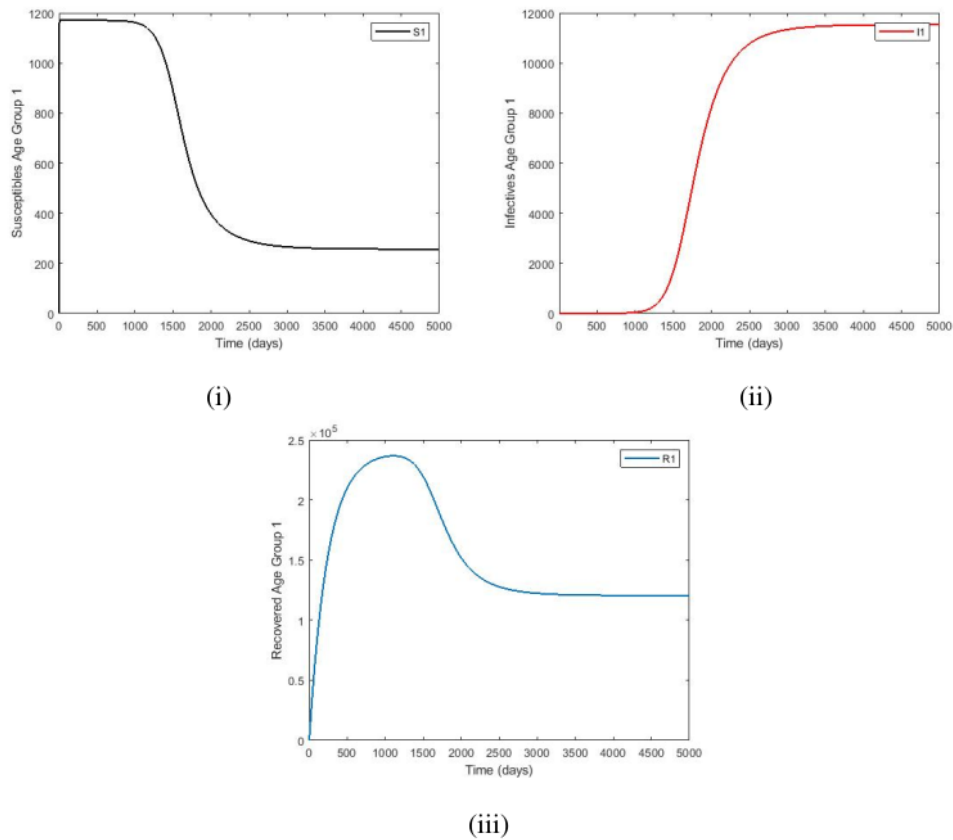 1200
1000
800
600
400
200
0
Susceptibles Age Group 1
S1
0 500 1000 1500 2000 2500 3000 3500 4000 4500 5000
Time (days)
(i)
12000
10000
8000
6000
4000
2000
0
Infectives Age Group 1
I1
0 500 1000 1500 2000 2500 3000 3500 4000 4500 5000
Time (days)
(ii)
×10⁵
2.5
2
1.5
1
0.5
0
Recovered Age Group 1
R1
0 500 1000 1500 2000 2500 3000 3500 4000 4500 5000
Time (days)
(iii)